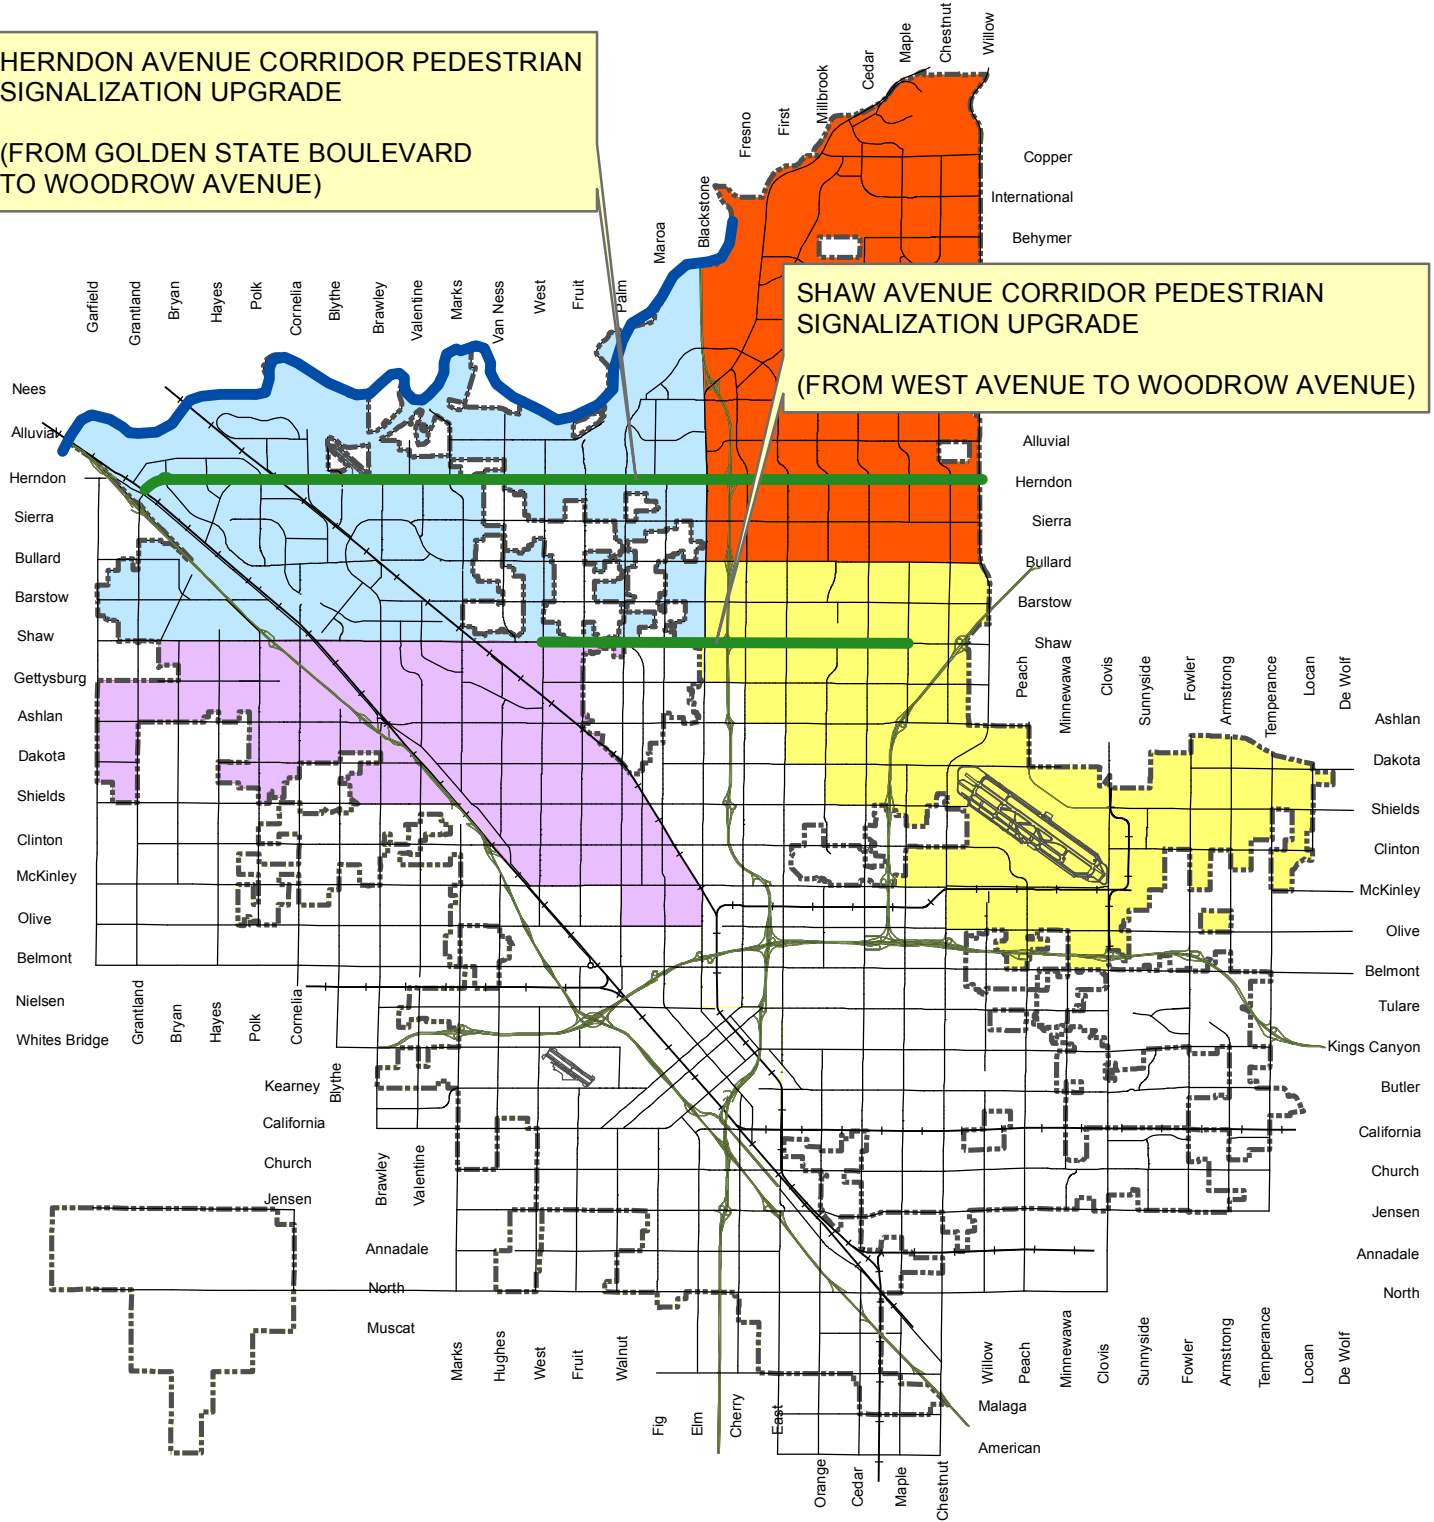 HERNDON AVENUE CORRIDOR PEDESTRIAN
SIGNALIZATION UPGRADE
(FROM GOLDEN STATE BOULEVARD
TO WOODROW AVENUE)
SHAW AVENUE CORRIDOR PEDESTRIAN
SIGNALIZATION UPGRADE
(FROM WEST AVENUE TO WOODROW AVENUE)
Garfield
Grantland
Bryan
Hayes
Polk
Cornelia
Blythe
Brawley
Valentine
Marks
Van Ness
West
Fruit
Palm
Maroa
Blackstone
Fresno
First
Millbrook
Cedar
Maple
Chestnut
Willow
Copper
International
Behymer
Alluvial
Herndon
Sierra
Bullard
Barstow
Shaw
Nees
Alluvial
Herndon
Sierra
Bullard
Barstow
Shaw
Gettysburg
Ashlan
Dakota
Shields
Clinton
McKinley
Olive
Belmont
Nielsen
Whites Bridge
Peach
Minnewawa
Clovis
Sunnyside
Fowler
Armstrong
Temperance
Locan
De Wolf
Ashlan
Dakota
Shields
Clinton
McKinley
Olive
Belmont
Tulare
Kings Canyon
Butler
California
Church
Jensen
Annadale
North
Grantland
Bryan
Hayes
Polk
Cornelia
Blythe
Kearney
California
Church
Jensen
Brawley
Valentine
Annadale
North
Muscat
Marks
Hughes
West
Fruit
Walnut
Fig
Elm
Cherry
East
Orange
Cedar
Maple
Chestnut
Willow
Peach
Minnewawa
Clovis
Sunnyside
Fowler
Armstrong
Temperance
Locan
De Wolf
Malaga
American